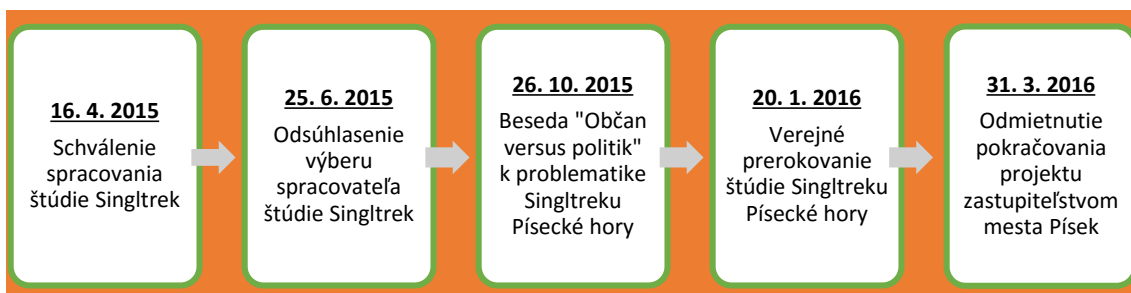 16. 4. 2015
Schválenie
spracovania
štúdie Singltrek
25. 6. 2015
Odsúhlasenie
výberu
spracovateľa
štúdie Singltrek
26. 10. 2015
Beseda "Občan
versus politik"
k problematike
Singltreku
Písecké hory
20. 1. 2016
Verejné
prerokovanie
štúdie Singltreku
Písecké hory
31. 3. 2016
Odmietnutie
pokračovania
projektu
zastupiteľstvom
mesta Písek